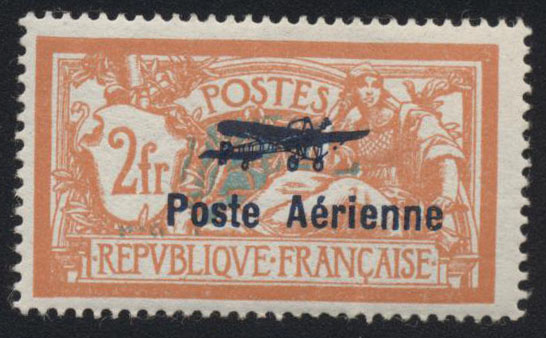 POSTES
2fr
Poste Aérienne
·REPVBLIQVE·FRANÇAISE·